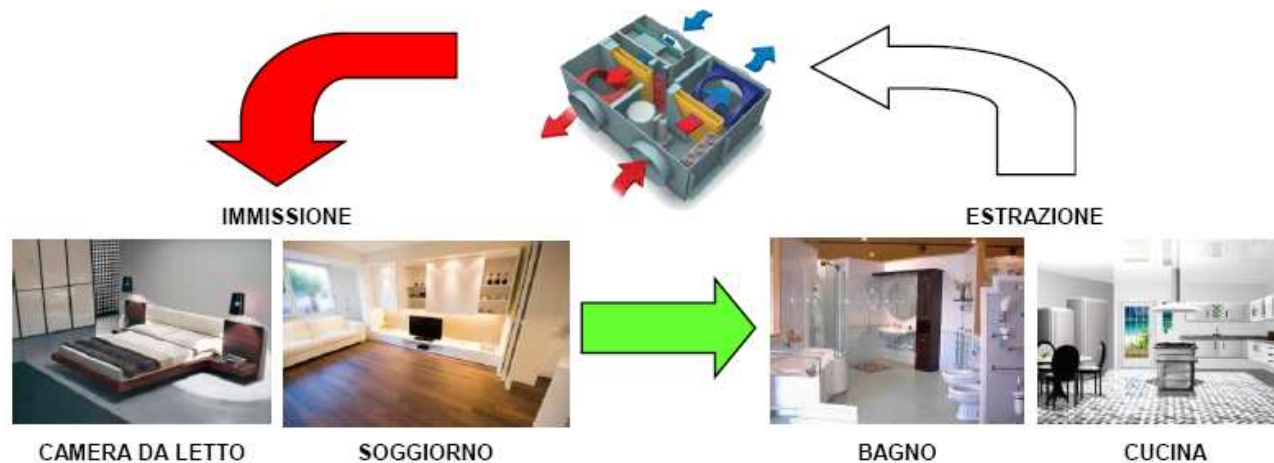 IMMISSIONE
ESTRAZIONE
CAMERA DA LETTO
SOGGIORNO
BAGNO
CUCINA